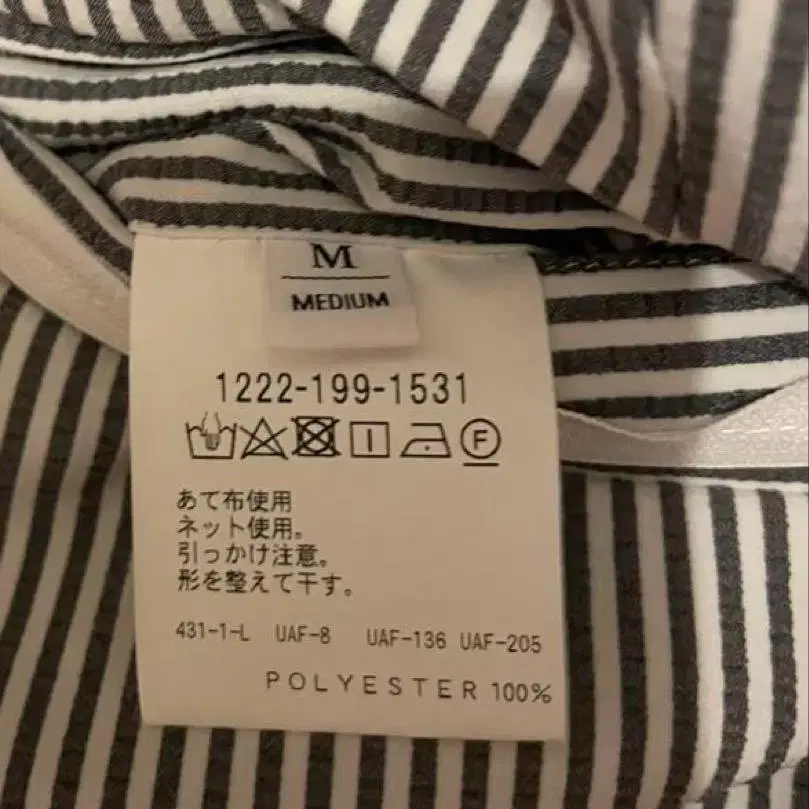 M
MEDIUM
1222-199-1531
F
あて布使用
ネット使用。
引っかけ注意。
形を整えて干す。
431-1-L UAF-8 UAF-136 UAF-205
POLYESTER 100%